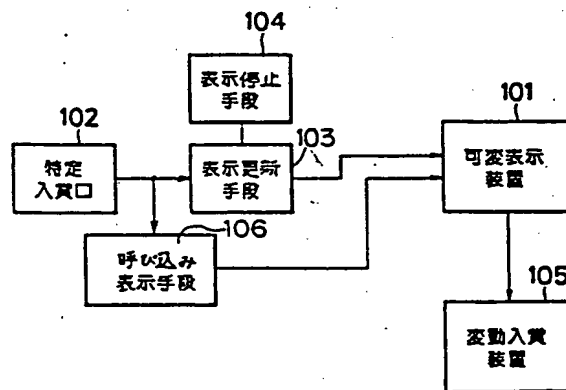 104
表示停止
手段
102
特定
入賞口
103
表示更新
手段
101
可変表示
装置
106
呼び込み
表示手段
105
変動入賞
装置